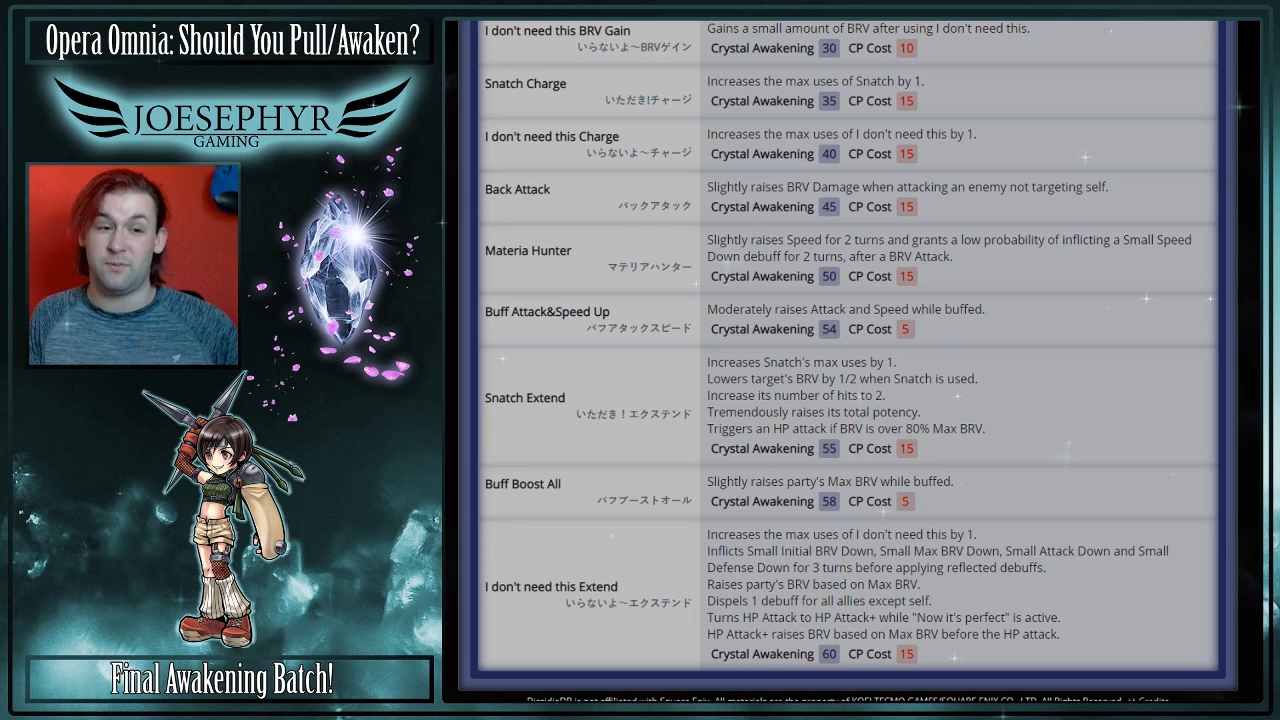 Opera Omnia: Should You Pull/Awaken?
JOESEPHYR
GAMING
Final Awakening Batch!
I don't need this BRV Gain
いらないよ～BRVゲイン
Gains a small amount of BRV after using I don't need this.
Crystal Awakening 30 CP Cost 10
Snatch Charge
いただき!チャージ
Increases the max uses of Snatch by 1.
Crystal Awakening 35 CP Cost 15
I don't need this Charge
いらないよ～チャージ
Increases the max uses of I don't need this by 1.
Crystal Awakening 40 CP Cost 15
Back Attack
バックアタック
Slightly raises BRV Damage when attacking an enemy not targeting self.
Crystal Awakening 45 CP Cost 15
Materia Hunter
マテリアハンター
Slightly raises Speed for 2 turns and grants a low probability of inflicting a Small Speed
Down debuff for 2 turns, after a BRV Attack.
Crystal Awakening 50 CP Cost 15
Buff Attack&Speed Up
バフアタックスピード
Moderately raises Attack and Speed while buffed.
Crystal Awakening 54 CP Cost 5
Snatch Extend
いただき！エクステンド
Increases Snatch's max uses by 1.
Lowers target's BRV by 1/2 when Snatch is used.
Increase its number of hits to 2.
Tremendously raises its total potency.
Triggers an HP attack if BRV is over 80% Max BRV.
Crystal Awakening 55 CP Cost 15
Buff Boost All
バフブーストオール
Slightly raises party's Max BRV while buffed.
Crystal Awakening 58 CP Cost 5
I don't need this Extend
いらないよ～エクステンド
Increases the max uses of I don't need this by 1.
Inflicts Small Initial BRV Down, Small Max BRV Down, Small Attack Down and Small
Defense Down for 3 turns before applying reflected debuffs.
Raises party's BRV based on Max BRV.
Dispels 1 debuff for all allies except self.
Turns HP Attack to HP Attack+ while "Now it's perfect" is active.
HP Attack+ raises BRV based on Max BRV before the HP attack.
Crystal Awakening 60 CP Cost 15